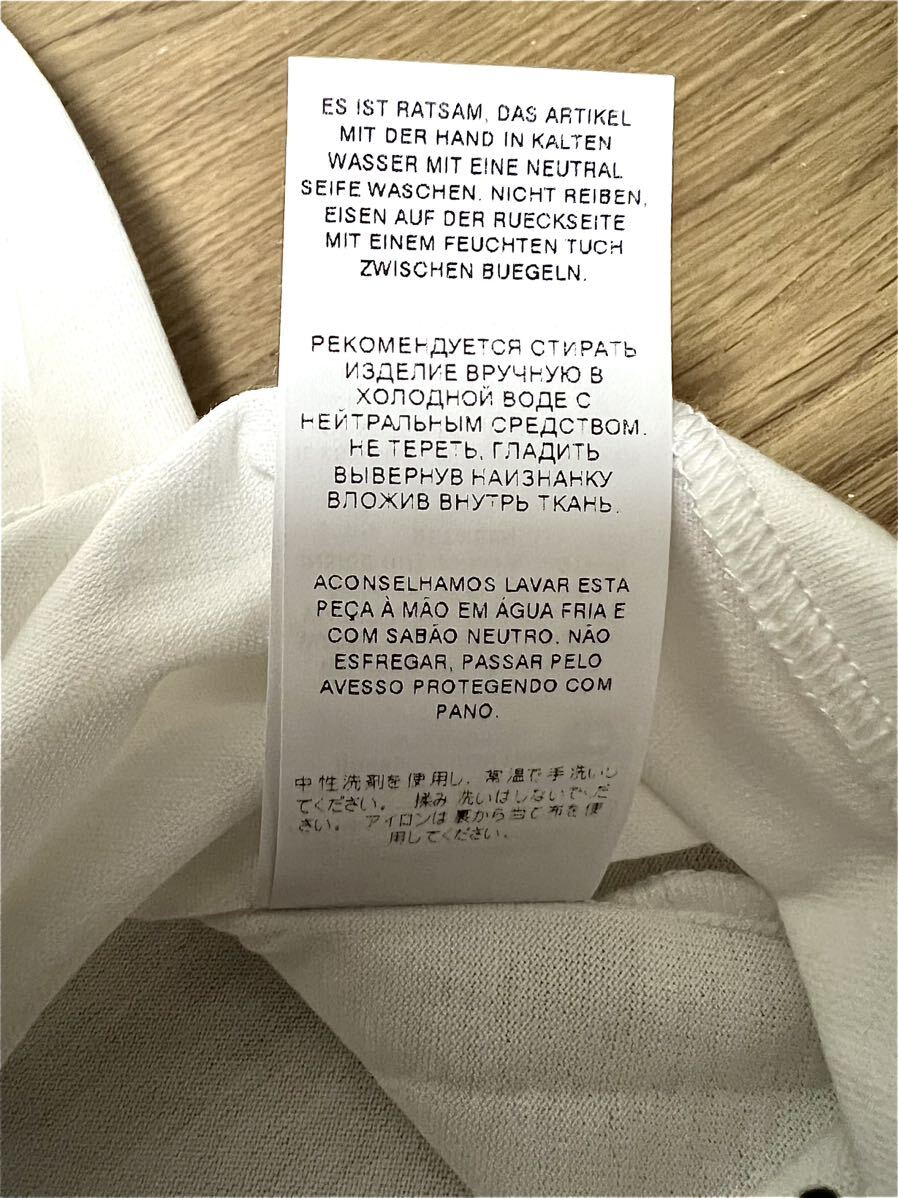 ES IST RATSAM, DAS ARTIKEL
MIT DER HAND IN KALTEN
WASSER MIT EINE NEUTRAL
SEIFE WASCHEN. NICHT REIBEN,
EISEN AUF DER RUECKSEITE
MIT EINEM FEUCHTEN TUCH
ZWISCHEN BUEGELN.
РЕКОМЕНДУЕТСЯ СТИРАТЬ
ИЗДЕЛИЕ ВРУЧНУЮ В
ХОЛОДНОЙ ВОДЕ С
НЕЙТРАЛЬНЫМ СРЕДСТВОМ.
НЕ ТЕРЕТЬ, ГЛАДИТЬ
ВЫВЕРНУВ НАИЗНАНКУ
ВЛОЖИВ ВНУТРЬ ТКАНЬ.
ACONSELHAMOS LAVAR ESTA
PEÇA À MÃO EM ÁGUA FRIA E
COM SABÃO NEUTRO. NÃO
ESFREGAR, PASSAR PELO
AVESSO PROTEGENDO COM
PANO.
中性洗剤を使用し、常温で手洗いし
てください。 揉み 洗いはしないでくだ
さい。 アイロンは裏から当て布を使
用してください。